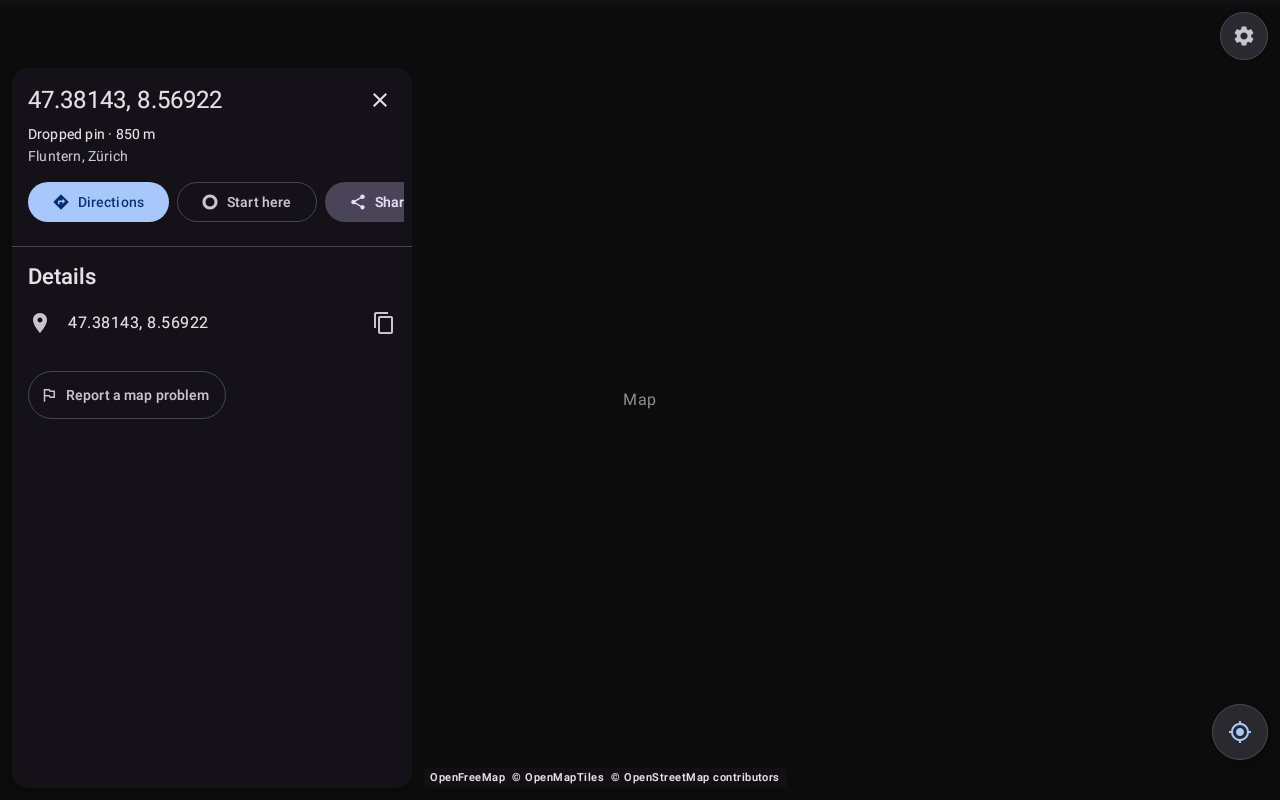 47.38143, 8.56922
Dropped pin · 850 m
Fluntern, Zürich
Directions
Start here
Shar
Details
47.38143, 8.56922
Report a map problem
Map
OpenFreeMap © OpenMapTiles © OpenStreetMap contributors